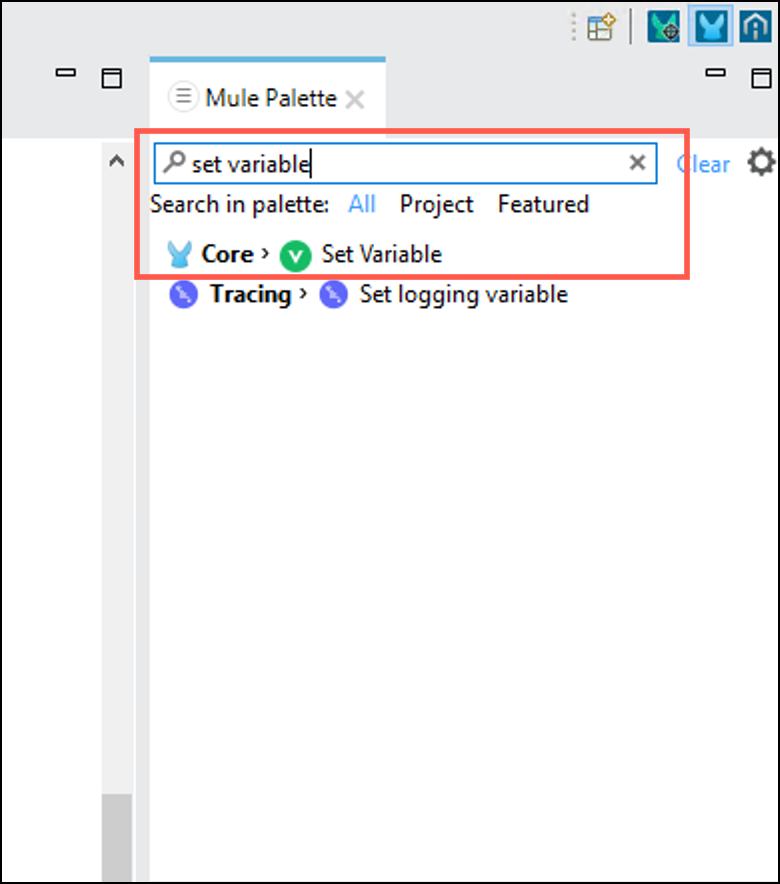 Mule Palette
set variable
Clear
Search in palette: All Project Featured
Core › V Set Variable
Tracing › Set logging variable